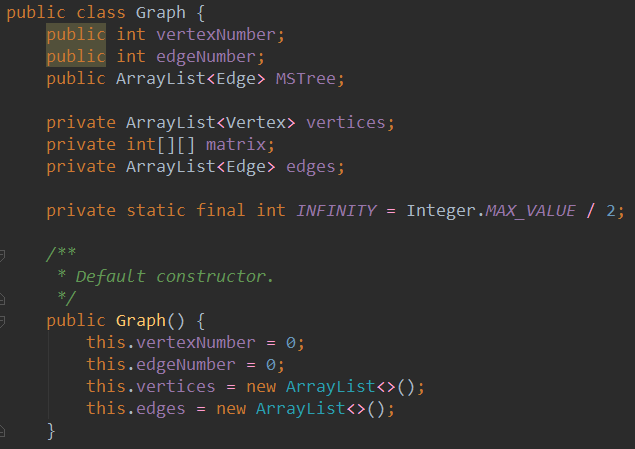 public class Graph {
    public int vertexNumber;
    public int edgeNumber;
    public ArrayList<Edge> MSTree;

    private ArrayList<Vertex> vertices;
    private int[][] matrix;
    private ArrayList<Edge> edges;

    private static final int INFINITY = Integer.MAX_VALUE / 2;

    /**
     * Default constructor.
     */
    public Graph() {
        this.vertexNumber = 0;
        this.edgeNumber = 0;
        this.vertices = new ArrayList<>();
        this.edges = new ArrayList<>();
    }